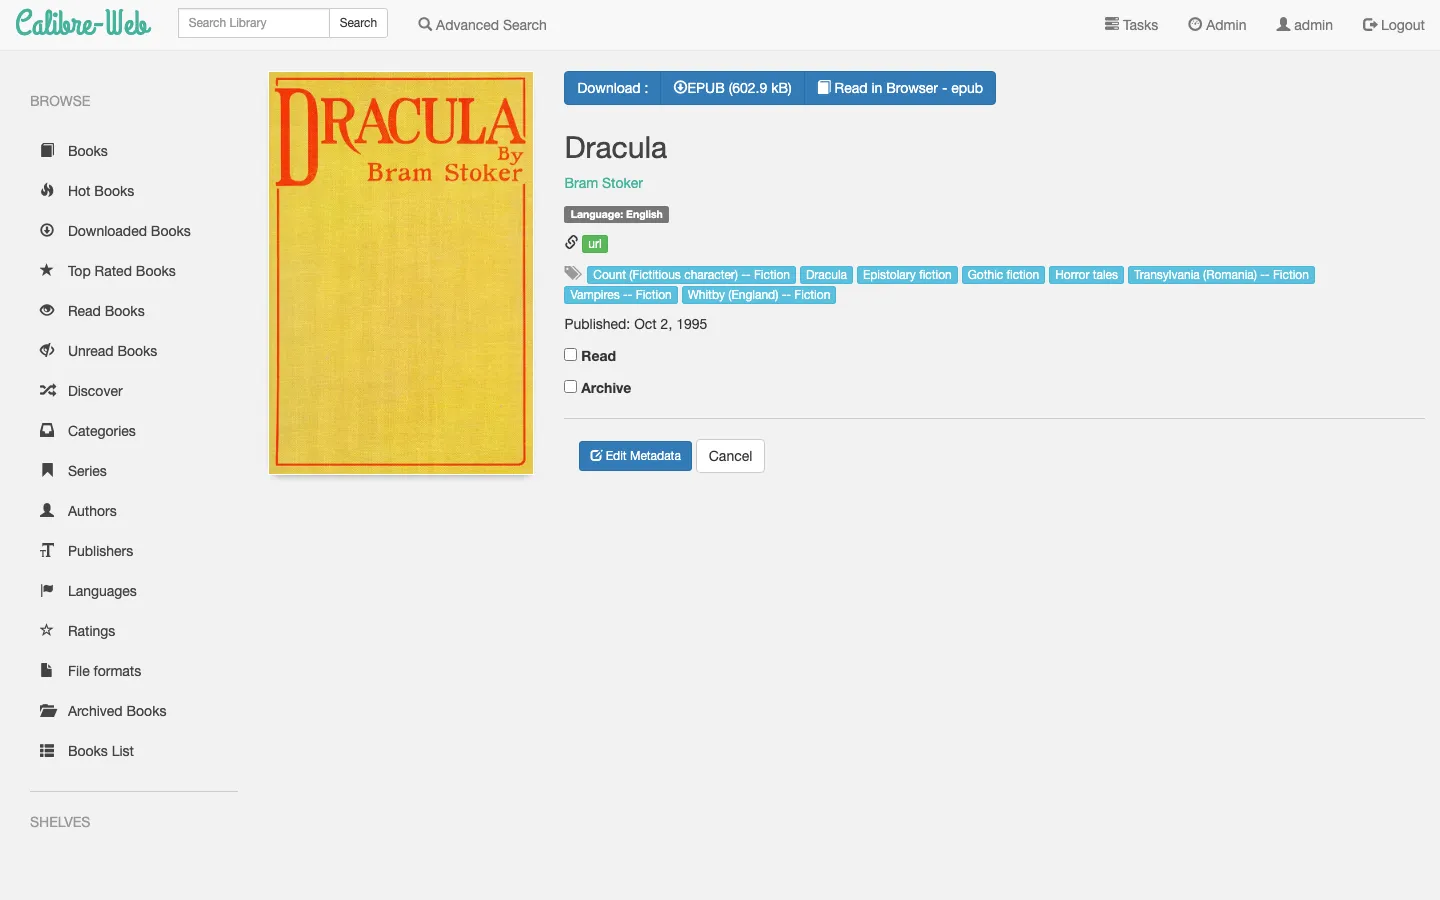 Calibre-Web
Search Library
Search
Advanced Search
Tasks
Admin
admin
Logout
BROWSE
Books
Hot Books
Downloaded Books
Top Rated Books
Read Books
Unread Books
Discover
Categories
Series
Authors
Publishers
Languages
Ratings
File formats
Archived Books
Books List
SHELVES
DRACULA
By
Bram Stoker
Download :
EPUB (602.9 kB)
Read in Browser - epub
Dracula
Bram Stoker
Language: English
url
Count (Fictitious character) -- Fiction Dracula Epistolary fiction Gothic fiction Horror tales Transylvania (Romania) -- Fiction
Vampires -- Fiction Whitby (England) -- Fiction
Published: Oct 2, 1995
Read
Archive
Edit Metadata
Cancel